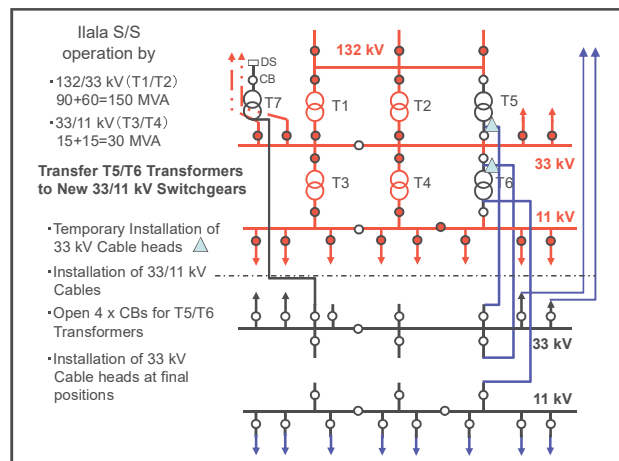 Ilala S/S
operation by
・132/33 kV(T1/T2)
90+60=150 MVA
・33/11 kV(T3/T4)
15+15=30 MVA
Transfer T5/T6 Transformers
to New 33/11 kV Switchgears
・Temporary Installation of
33 kV Cable heads
・Installation of 33/11 kV
Cables
・Open 4 x CBs for T5/T6
Transformers
・Installation of 33 kV
Cable heads at final
positions
132 kV
DS
CB
T7
T1
T2
T5
33 kV
T3
T4
T6
11 kV
33 kV
11 kV